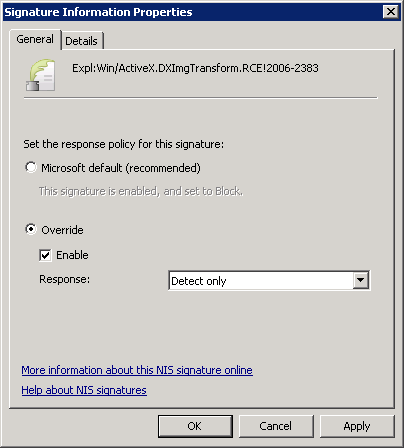 Signature Information Properties
General
Details
Expl:Win/ActiveX.DXImgTransform.RCE!2006-2383
Set the response policy for this signature:
Microsoft default (recommended)
This signature is enabled, and set to Block.
Override
Enable
Response:
Detect only
More information about this NIS signature online
Help about NIS signatures
OK
Cancel
Apply